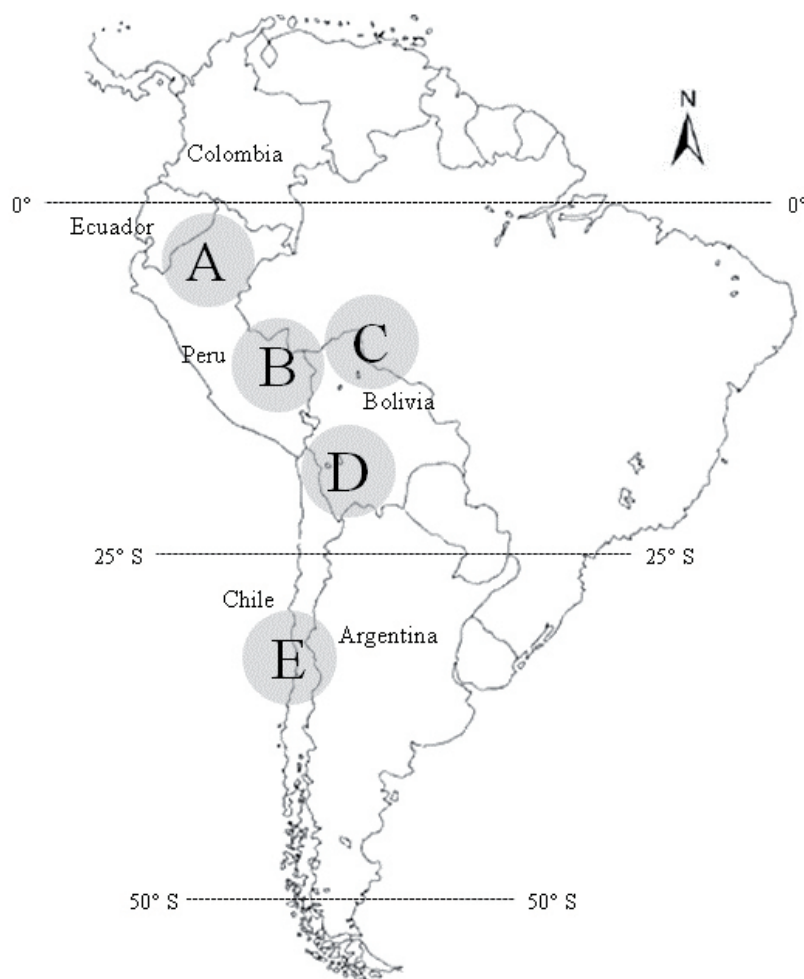 N
Colombia
0° 0°
Ecuador
A
Peru B C
Bolivia
D
25° S 25° S
Chile
Argentina
E
50° S 50° S